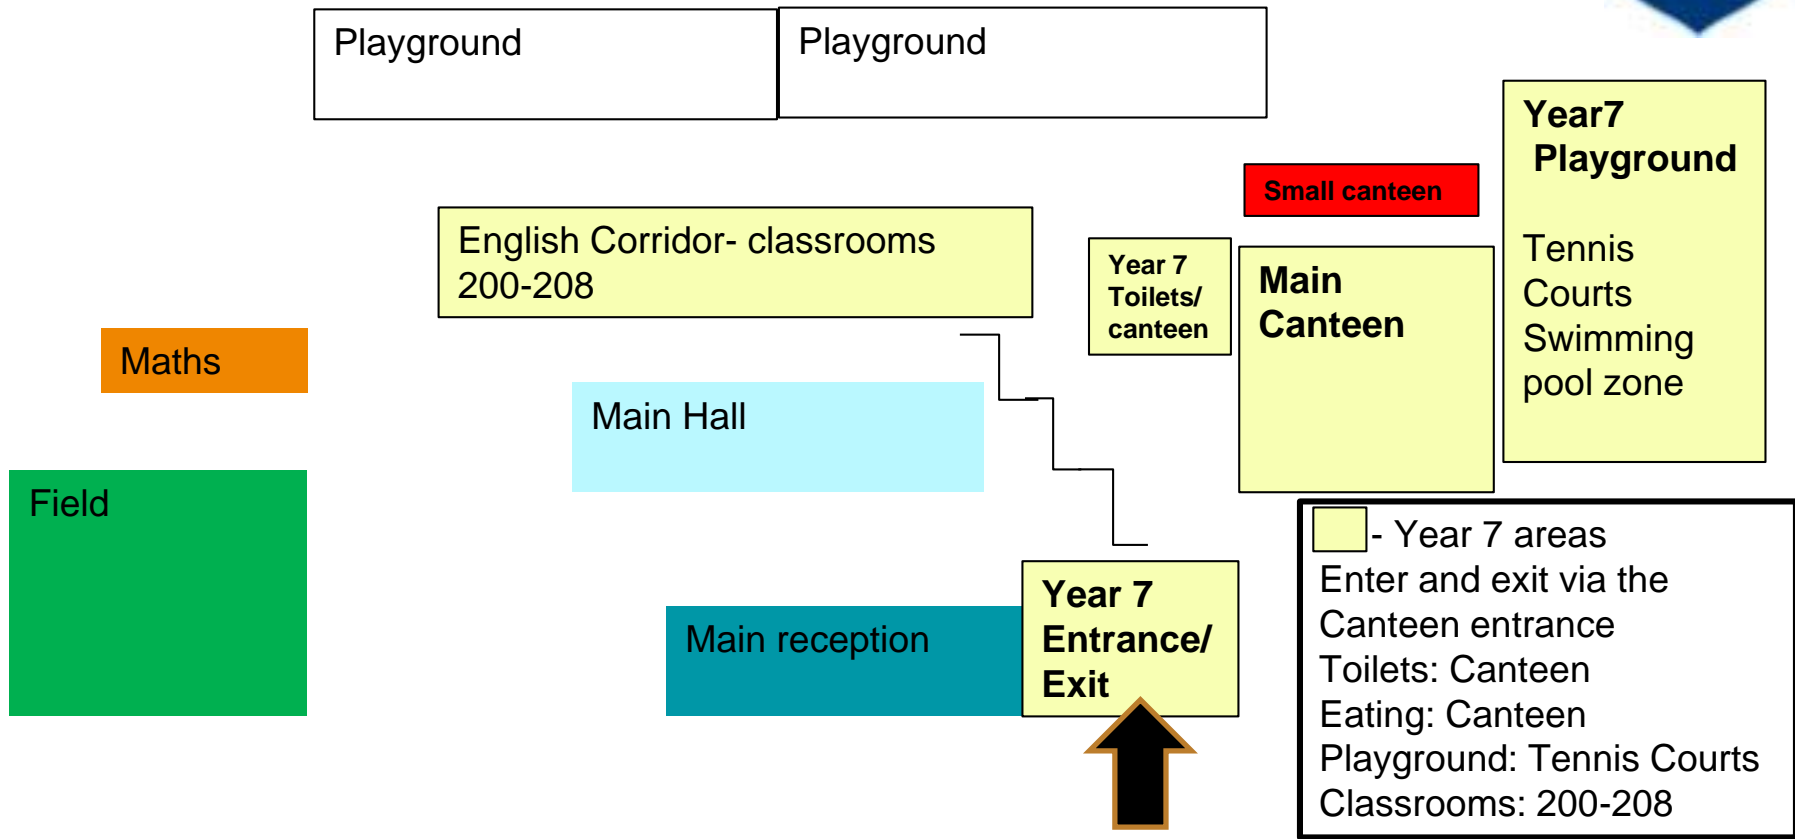 Playground
Playground
Year7
Playground
Tennis
Courts
Swimming
pool zone
Small canteen
English Corridor- classrooms
200-208
Year 7
Toilets/
canteen
Main
Canteen
Maths
Main Hall
Field
Main reception
Year 7
Entrance/
Exit
- Year 7 areas
Enter and exit via the
Canteen entrance
Toilets: Canteen
Eating: Canteen
Playground: Tennis Courts
Classrooms: 200-208